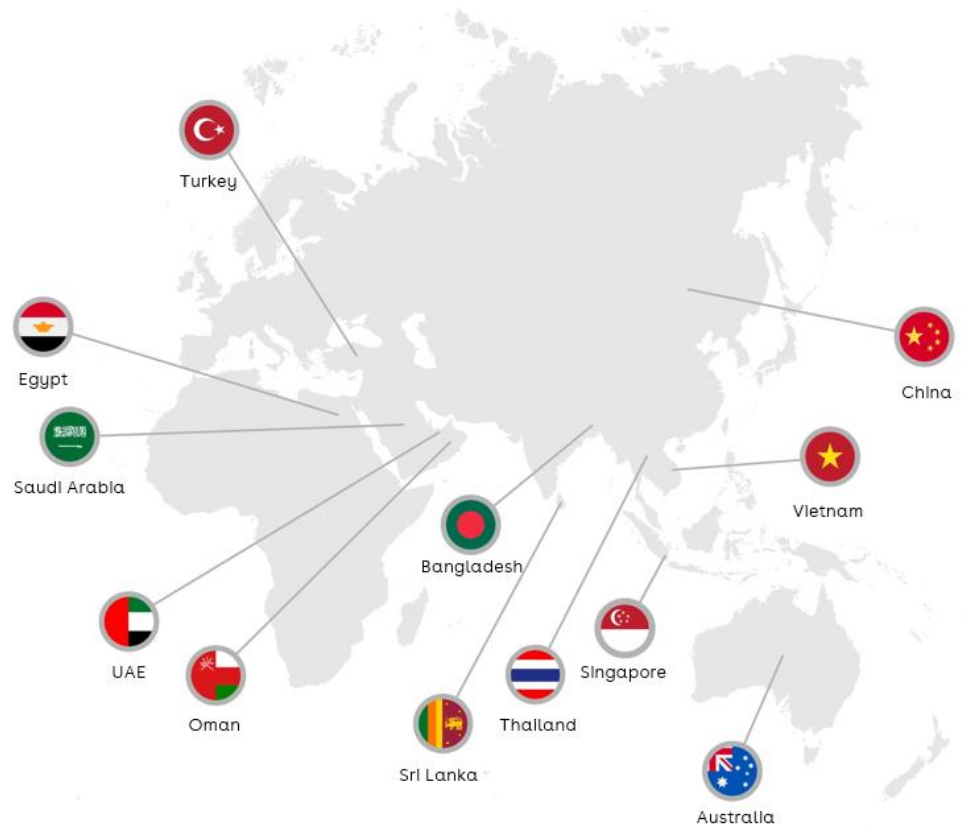 Turkey
Egypt
China
Saudi Arabia
Vietnam
Bangladesh
UAE
Singapore
Oman
Thailand
Sri Lanka
Australia